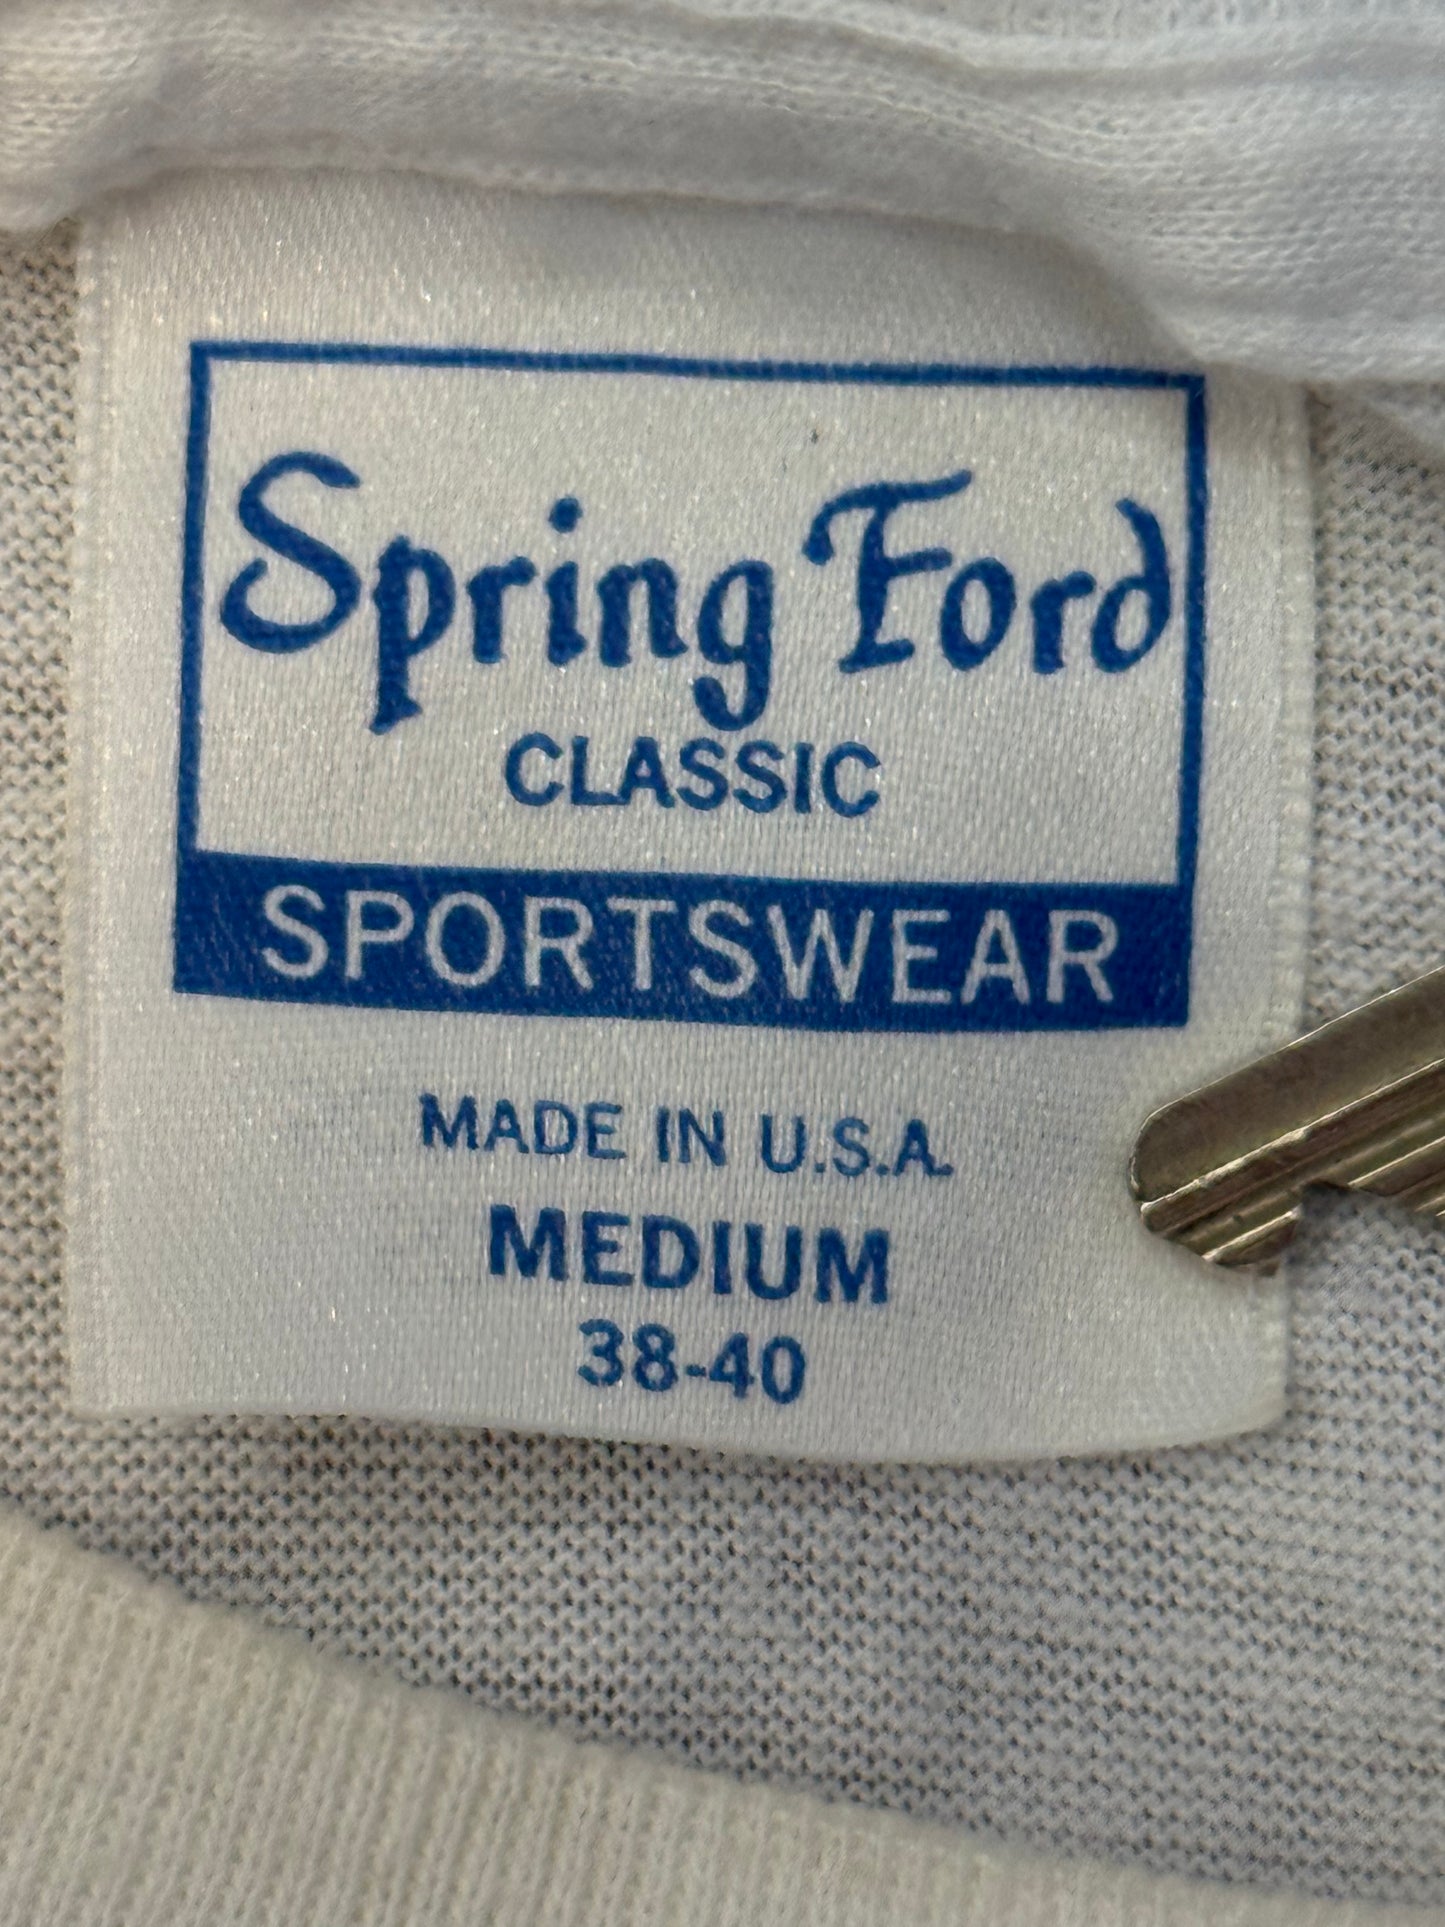 Spring Ford
CLASSIC
SPORTSWEAR
MADE IN U.S.A.
MEDIUM
38-40